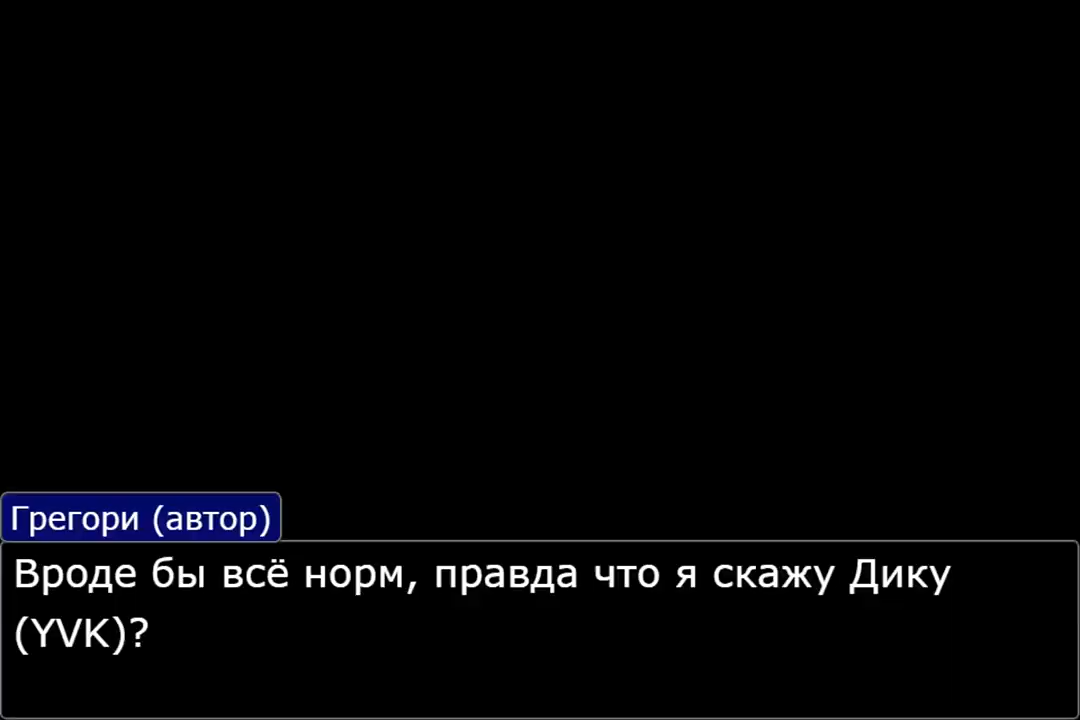 Грегори (автор)
Вроде бы всё норм, правда что я скажу Дику
(YVK)?